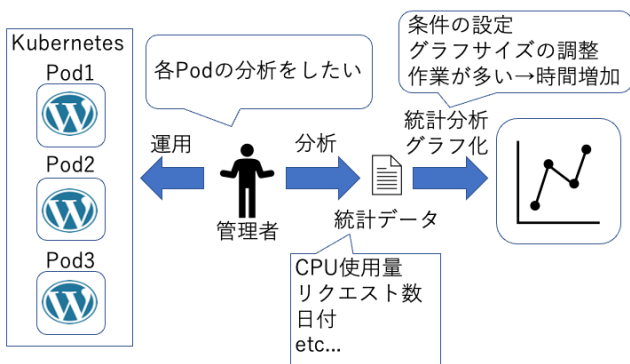 Kubernetes
Pod1
Pod2
Pod3
各Podの分析をしたい
運用
管理者
分析
統計データ
CPU使用量
リクエスト数
日付
etc...
条件の設定
グラフサイズの調整
作業が多い→時間増加
統計分析
グラフ化